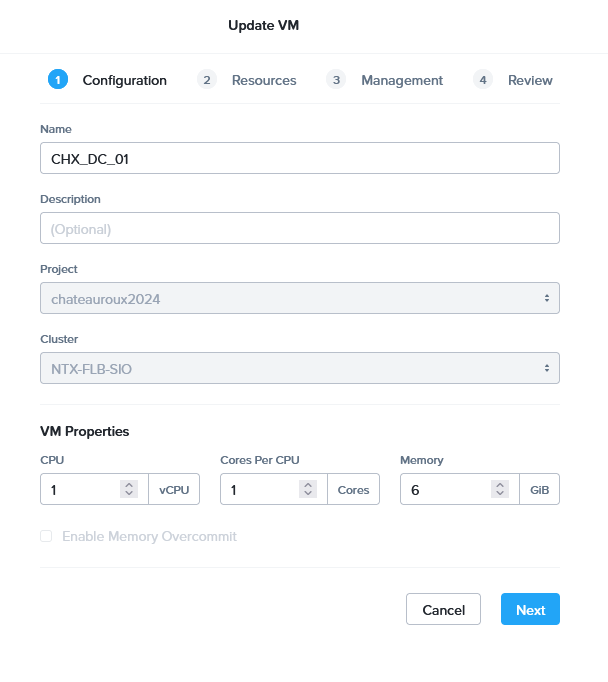 Update VM
1 Configuration 2 Resources 3 Management 4 Review
Name
CHX_DC_01
Description
(Optional)
Project
chateauroux2024
Cluster
NTX-FLB-SIO
VM Properties
CPU Cores Per CPU Memory
1 vCPU 1 Cores 6 GiB
Enable Memory Overcommit
Cancel Next